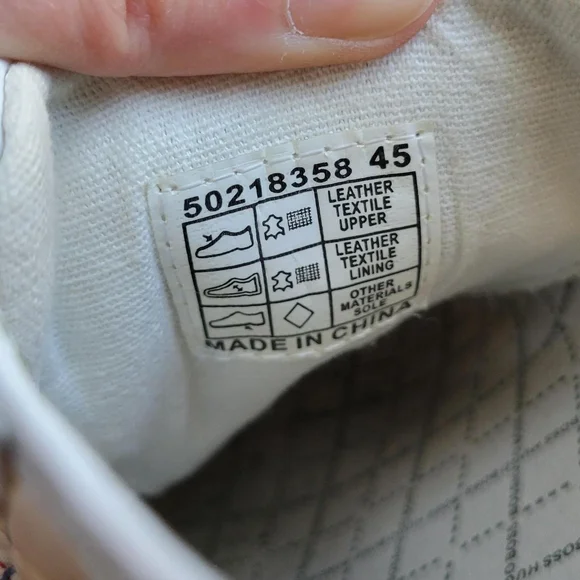 50218358 45
LEATHER
TEXTILE
UPPER
LEATHER
TEXTILE
LINING
OTHER
MATERIALS
SOLE
MADE IN CHINA